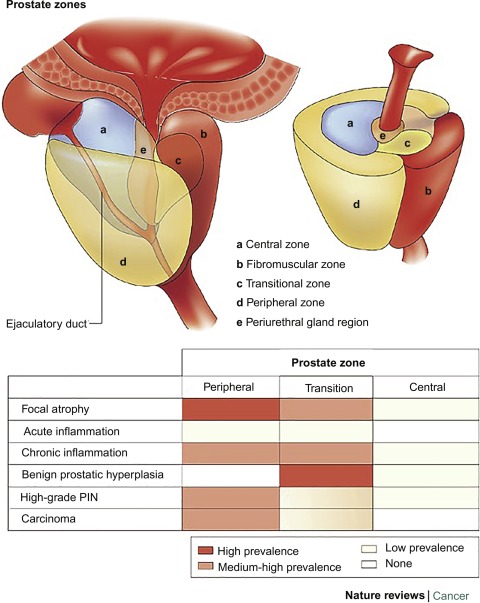 Prostate zones
a
e
b
c
d
a
e
c
d
b
a Central zone
b Fibromuscular zone
c Transitional zone
d Peripheral zone
e Periurethral gland region
Ejaculatory duct
Prostate zone
Peripheral Transition Central
Focal atrophy
Acute inflammation
Chronic inflammation
Benign prostatic hyperplasia
High-grade PIN
Carcinoma
High prevalence Low prevalence
Medium-high prevalence None
Nature reviews | Cancer